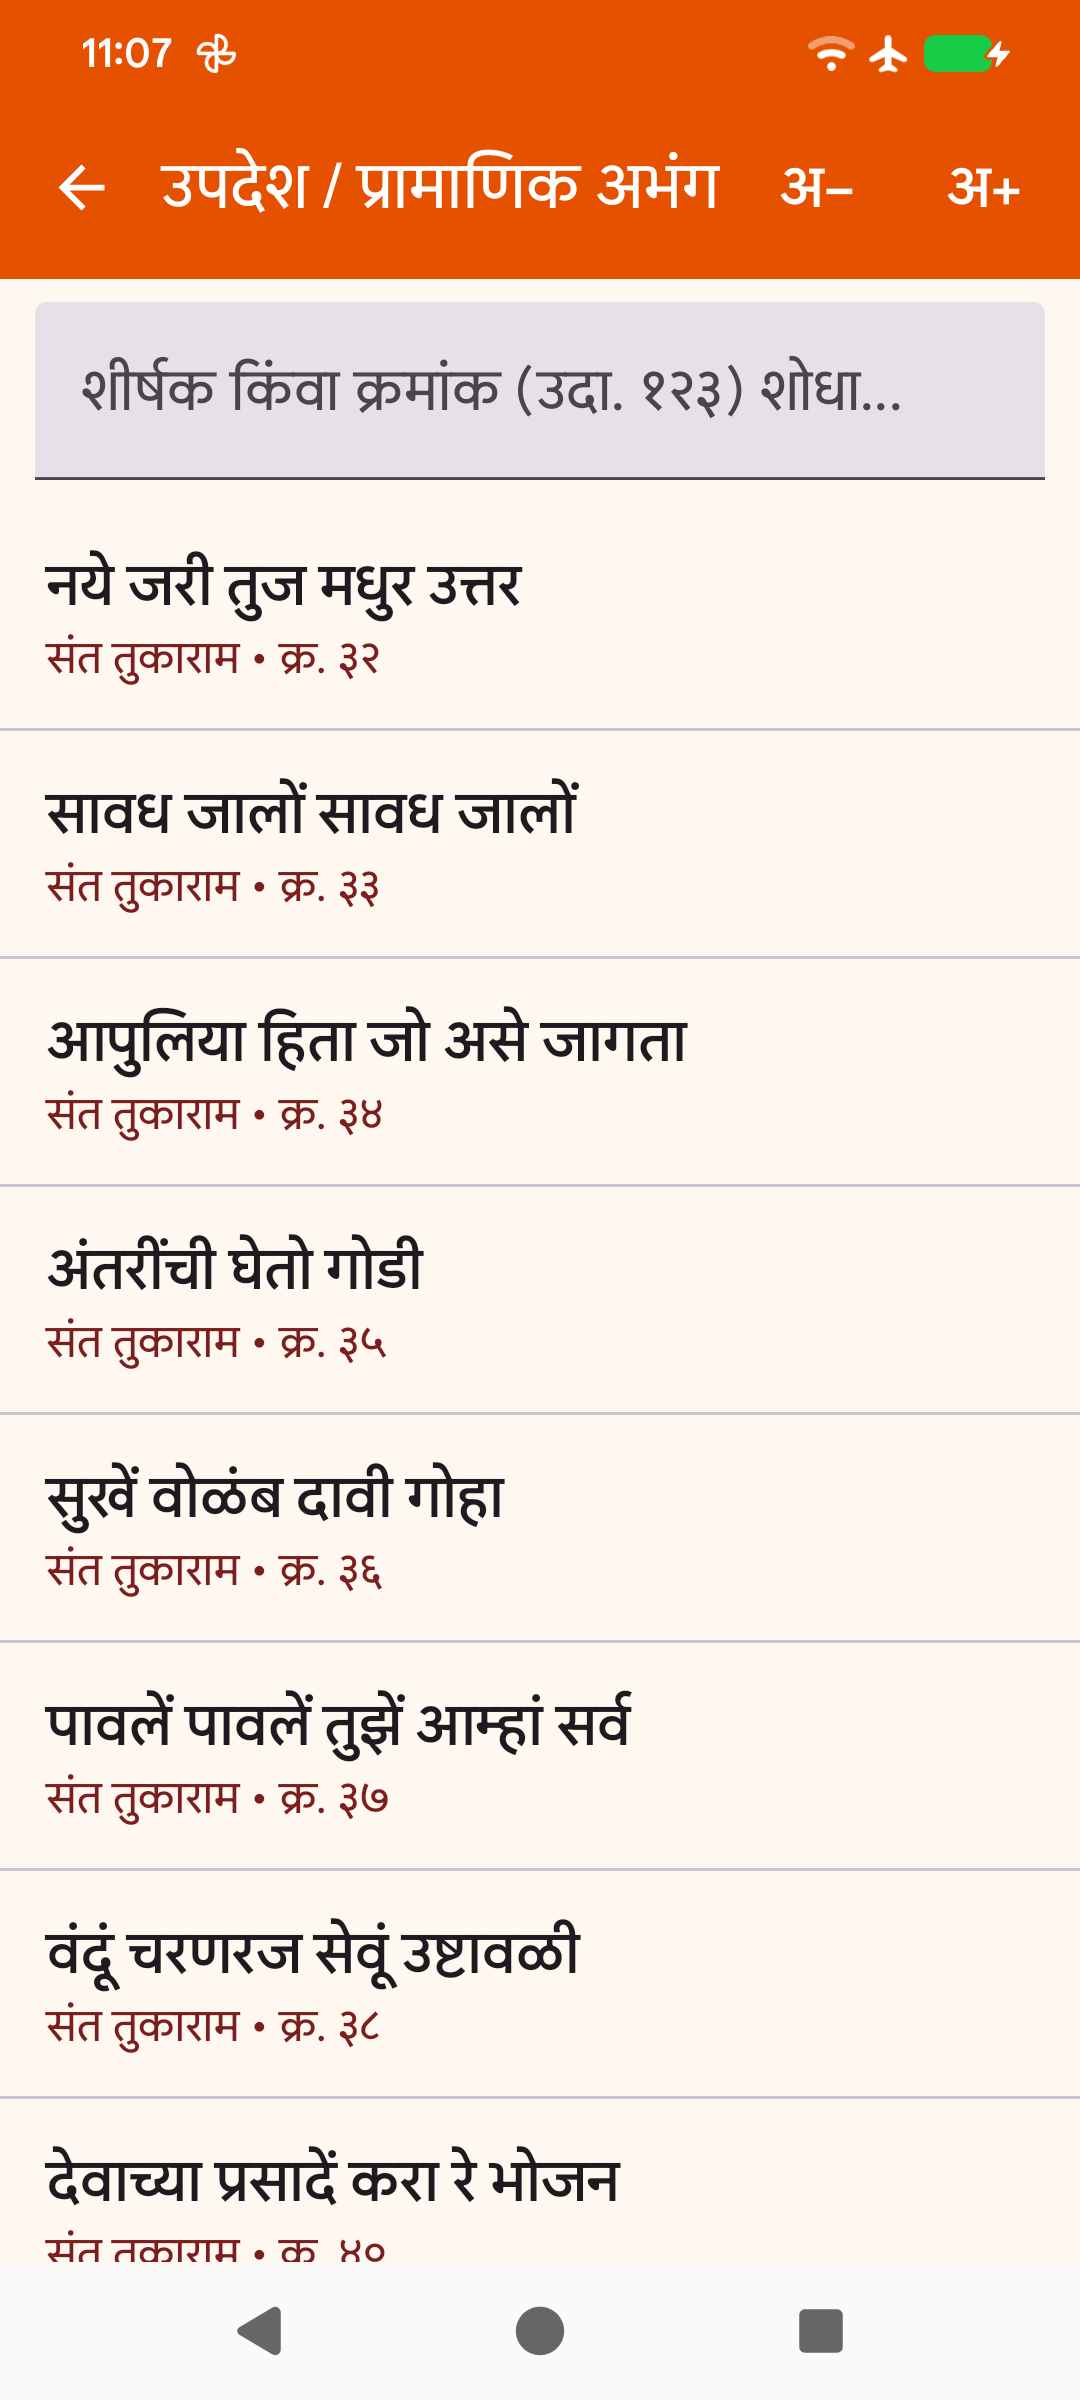 11:07
उपदेश / प्रामाणिक अभंग अ– अ+
शीर्षक किंवा क्रमांक (उदा. १२३) शोधा...
नये जरी तुज मधुर उत्तर
संत तुकाराम • क्र. ३२
सावध जालों सावध जालों
संत तुकाराम • क्र. ३३
आपुलिया हिता जो असे जागता
संत तुकाराम • क्र. ३४
अंतरींची घेतो गोडी
संत तुकाराम • क्र. ३५
सुखें वोळंब दावी गोहा
संत तुकाराम • क्र. ३६
पावलें पावलें तुझें आम्हां सर्व
संत तुकाराम • क्र. ३७
वंदूं चरणरज सेवूं उष्टावळी
संत तुकाराम • क्र. ३८
देवाच्या प्रसादें करा रे भोजन
संत तुकाराम • क्र. ४०